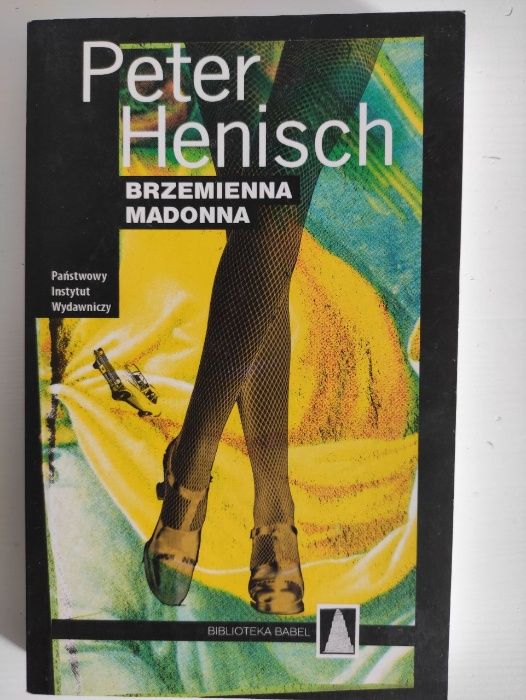 Peter
Henisch
BRZEMIENNA
MADONNA
Państwowy
Instytut
Wydawniczy
BIBLIOTEKA BABEL